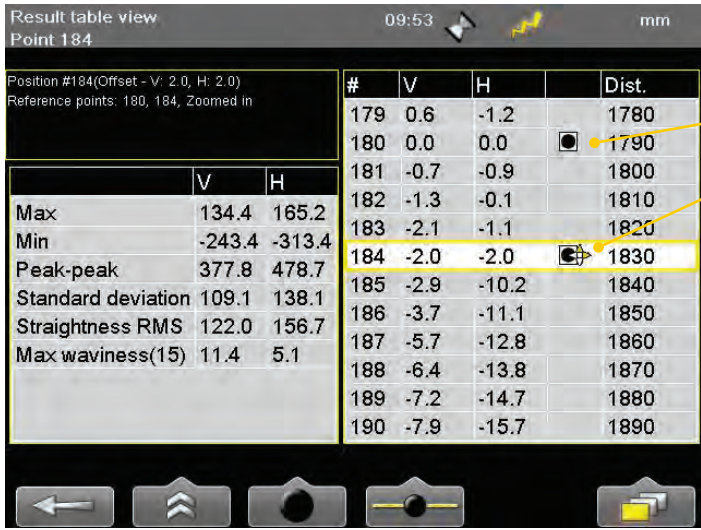 Result table view
Point 184
09:53
mm
Position #184(Offset - V: 2.0, H: 2.0)
Reference points: 180, 184, Zoomed in
V H
Max 134.4 165.2
Min -243.4 -313.4
Peak-peak 377.8 478.7
Standard deviation 109.1 138.1
Straightness RMS 122.0 156.7
Max waviness(15) 11.4 5.1
# V H Dist.
179 0.6 -1.2 1780
180 0.0 0.0 1790
181 -0.7 -0.9 1800
182 -1.3 -0.1 1810
183 -2.1 -1.1 1820
184 -2.0 -2.0 1830
185 -2.9 -10.2 1840
186 -3.7 -11.1 1850
187 -5.7 -12.8 1860
188 -6.4 -13.8 1870
189 -7.2 -14.7 1880
190 -7.9 -15.7 1890